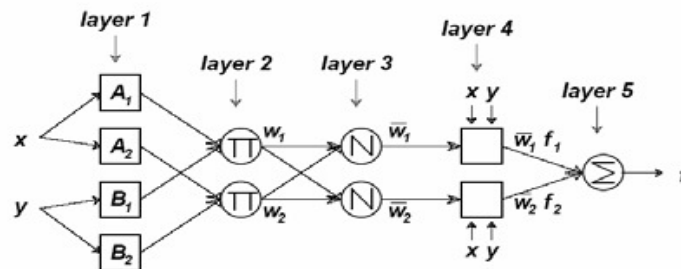 layer 1
layer 2
layer 3
layer 4
layer 5
x y
A₁
A₂
B₁
B₂
x
y
Π
Π
w₁
w₂
N
N
w̅₁
w̅₂
w̅₁ f₁
w̅₂ f₂
Σ
x y